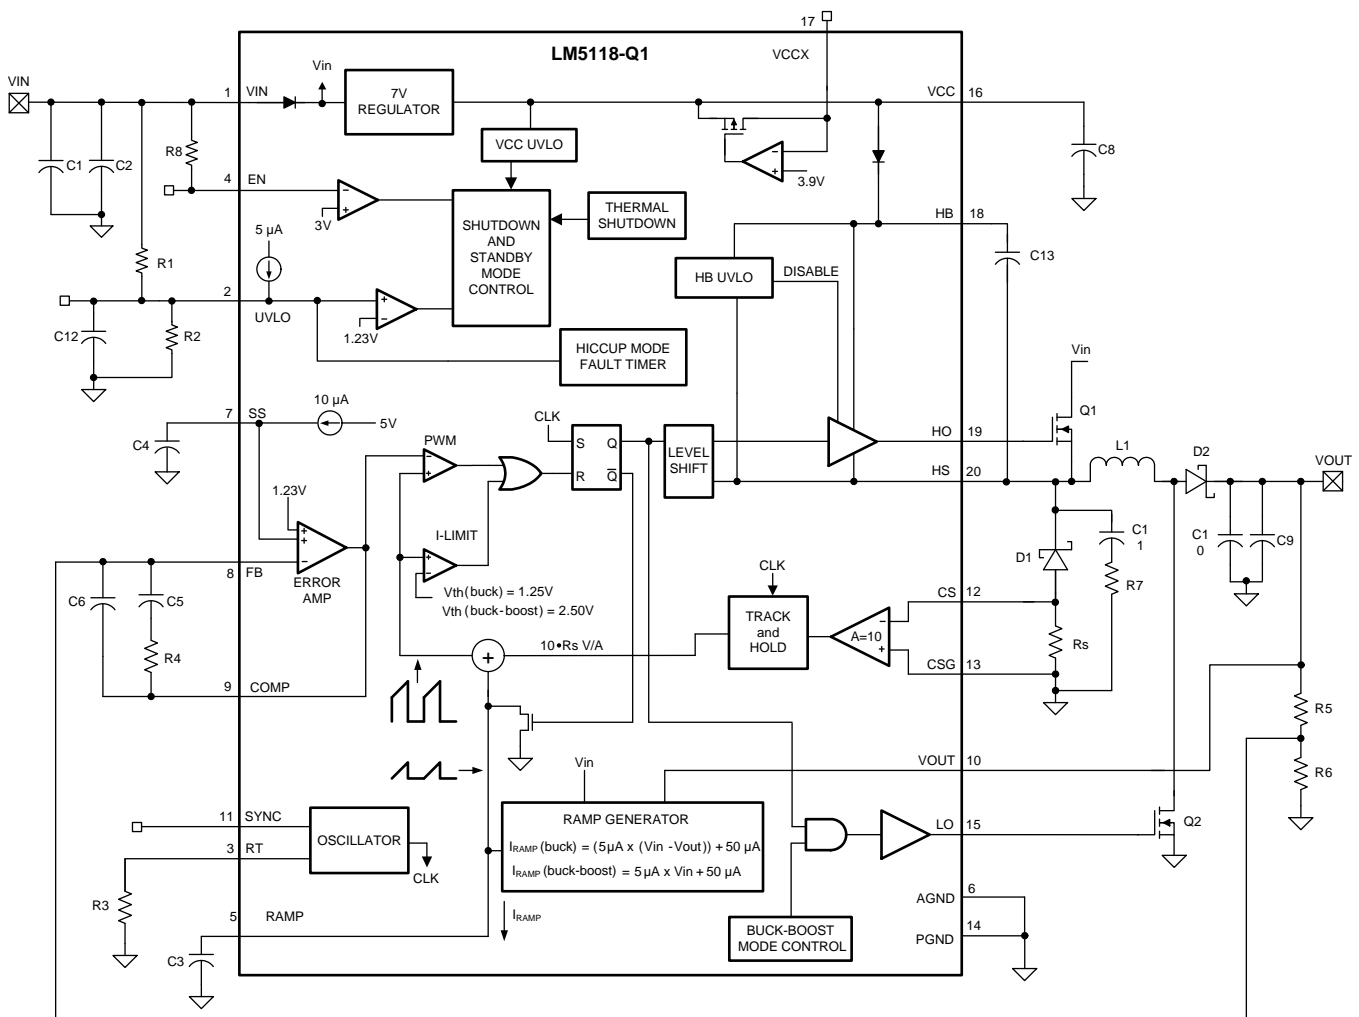 17
LM5118-Q1
VCCX
VIN
1
VIN
Vin
7V
REGULATOR
VCC
16
R8
C1
C2
VCC UVLO
C8
3.9V
4
EN
3V
SHUTDOWN
AND
STANDBY
MODE
CONTROL
THERMAL
SHUTDOWN
HB
18
5 µA
R1
HB UVLO
DISABLE
C13
2
UVLO
1.23V
C12
R2
HICCUP MODE
FAULT TIMER
Vin
7
SS
10 µA
5V
C4
CLK
PWM
S
Q
R
Q
LEVEL
SHIFT
HO
19
Q1
HS
20
L1
D2
VOUT
1.23V
I-LIMIT
8
FB
ERROR
AMP
Vth(buck) = 1.25V
Vth(buck-boost) = 2.50V
C6
C5
R4
CLK
TRACK
and
HOLD
A=10
CS
12
D1
C1
1
R7
C1
0
C9
Rs
10•Rs V/A
CSG
13
9
COMP
R5
R6
Vin
VOUT
10
RAMP GENERATOR
IRAMP(buck) = (5µA x (Vin -Vout)) + 50 µA
IRAMP(buck-boost) = 5µA x Vin + 50 µA
LO
15
Q2
11
SYNC
3
RT
OSCILLATOR
CLK
R3
5
RAMP
IRAMP
C3
BUCK-BOOST
MODE CONTROL
AGND
6
PGND
14